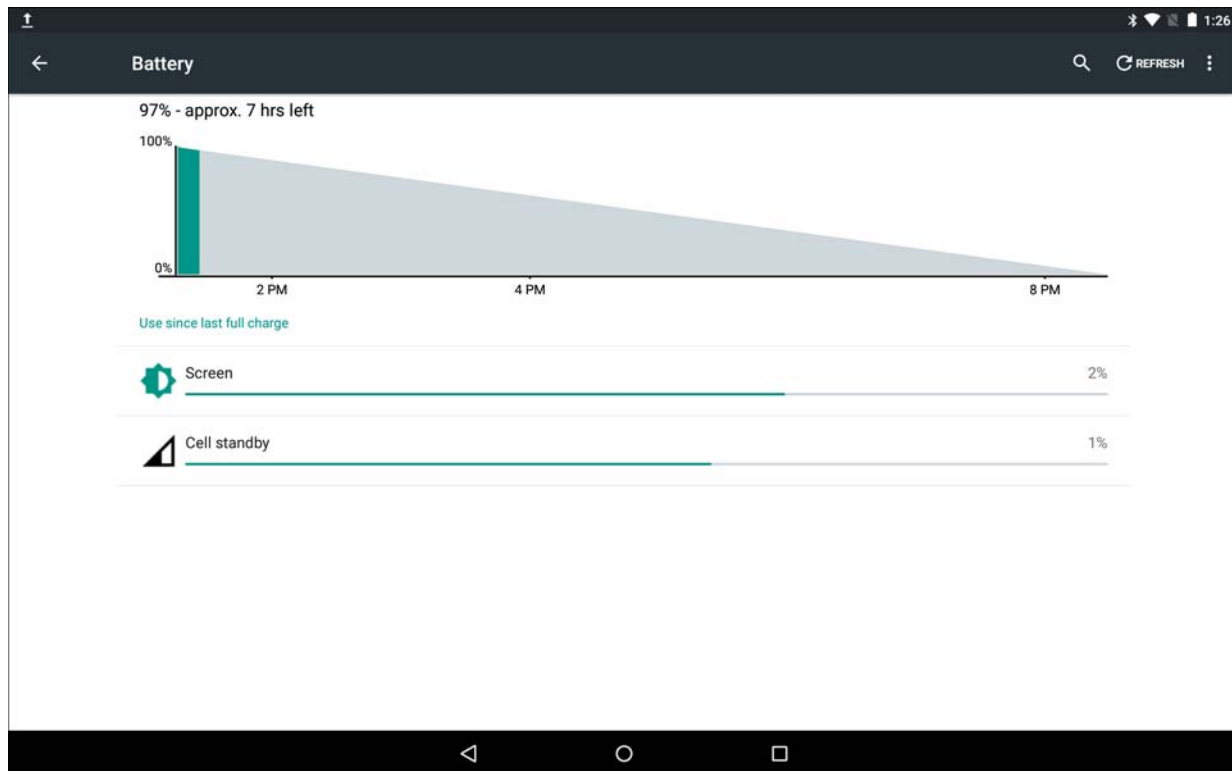 1:26
Battery
REFRESH
97% - approx. 7 hrs left
100%
0%
2 PM 4 PM 8 PM
Use since last full charge
Screen 2%
Cell standby 1%